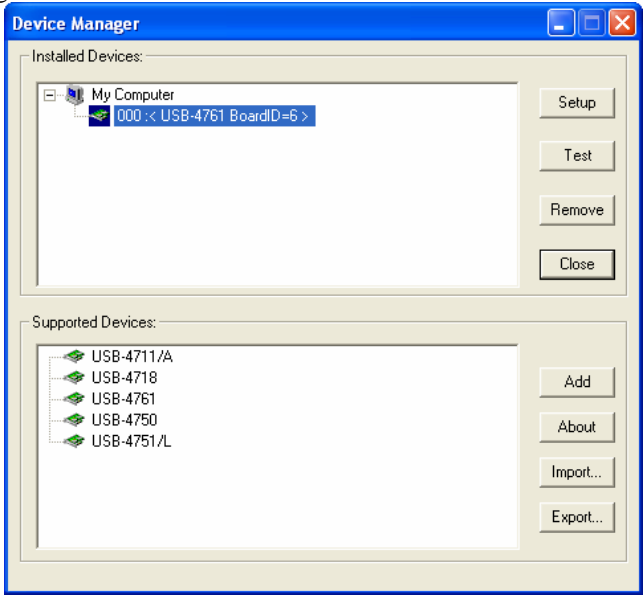 Device Manager
Installed Devices:
My Computer
000 :< USB-4761 BoardID=6 >
Setup
Test
Remove
Close
Supported Devices:
USB-4711/A
USB-4718
USB-4761
USB-4750
USB-4751/L
Add
About
Import...
Export...